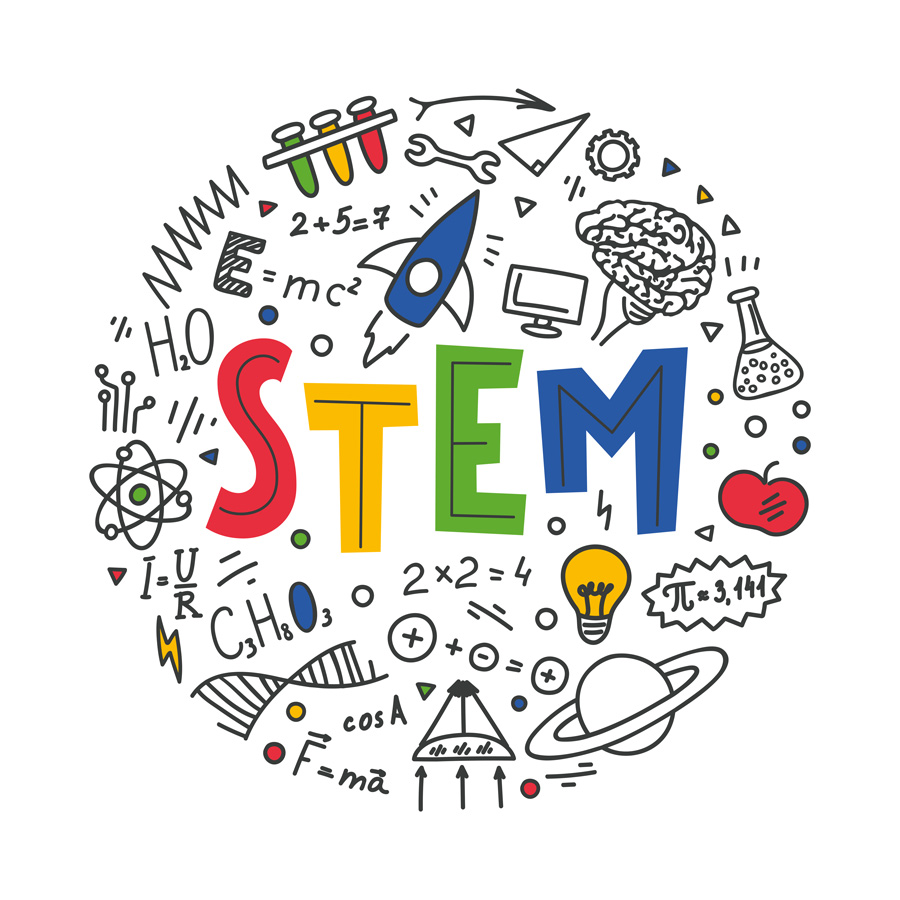 2+5=7
E=mc²
H₂O
STEM
I=U/R
2×2=4
π≈3,141
C₃H₈O₃
+ + - = +
cos A
F⃗=ma⃗